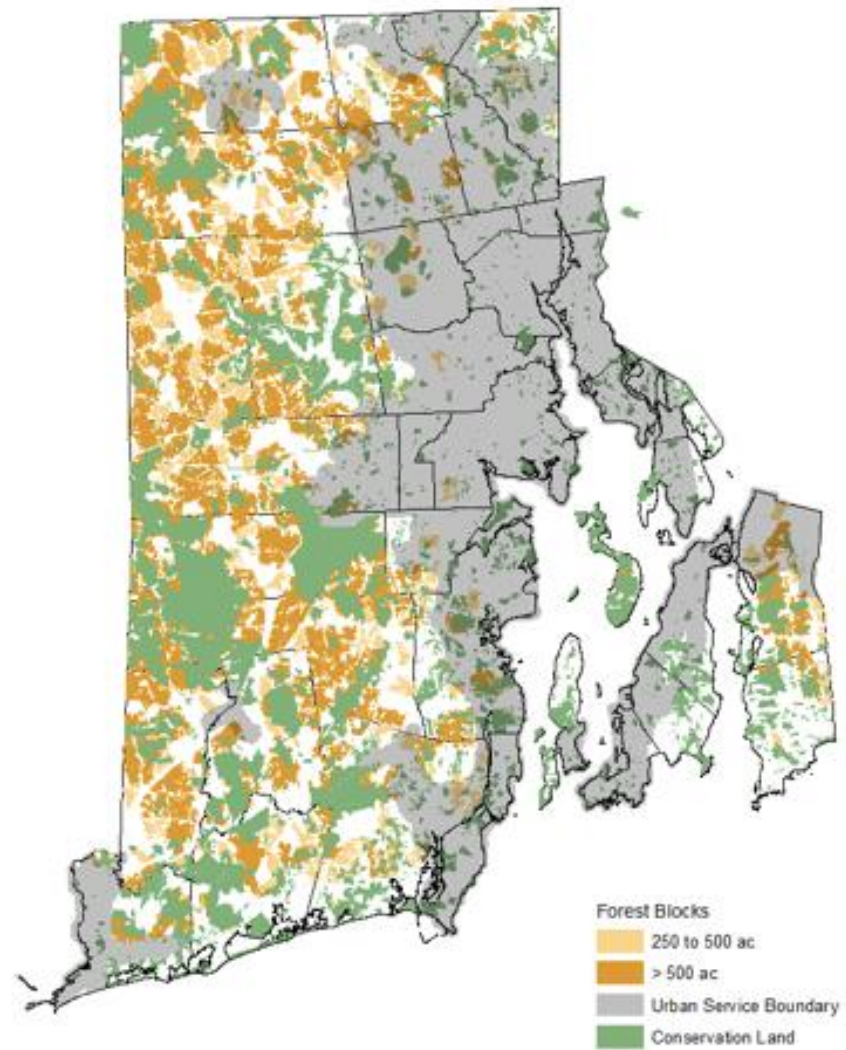 Forest Blocks
250 to 500 ac
> 500 ac
Urban Service Boundary
Conservation Land